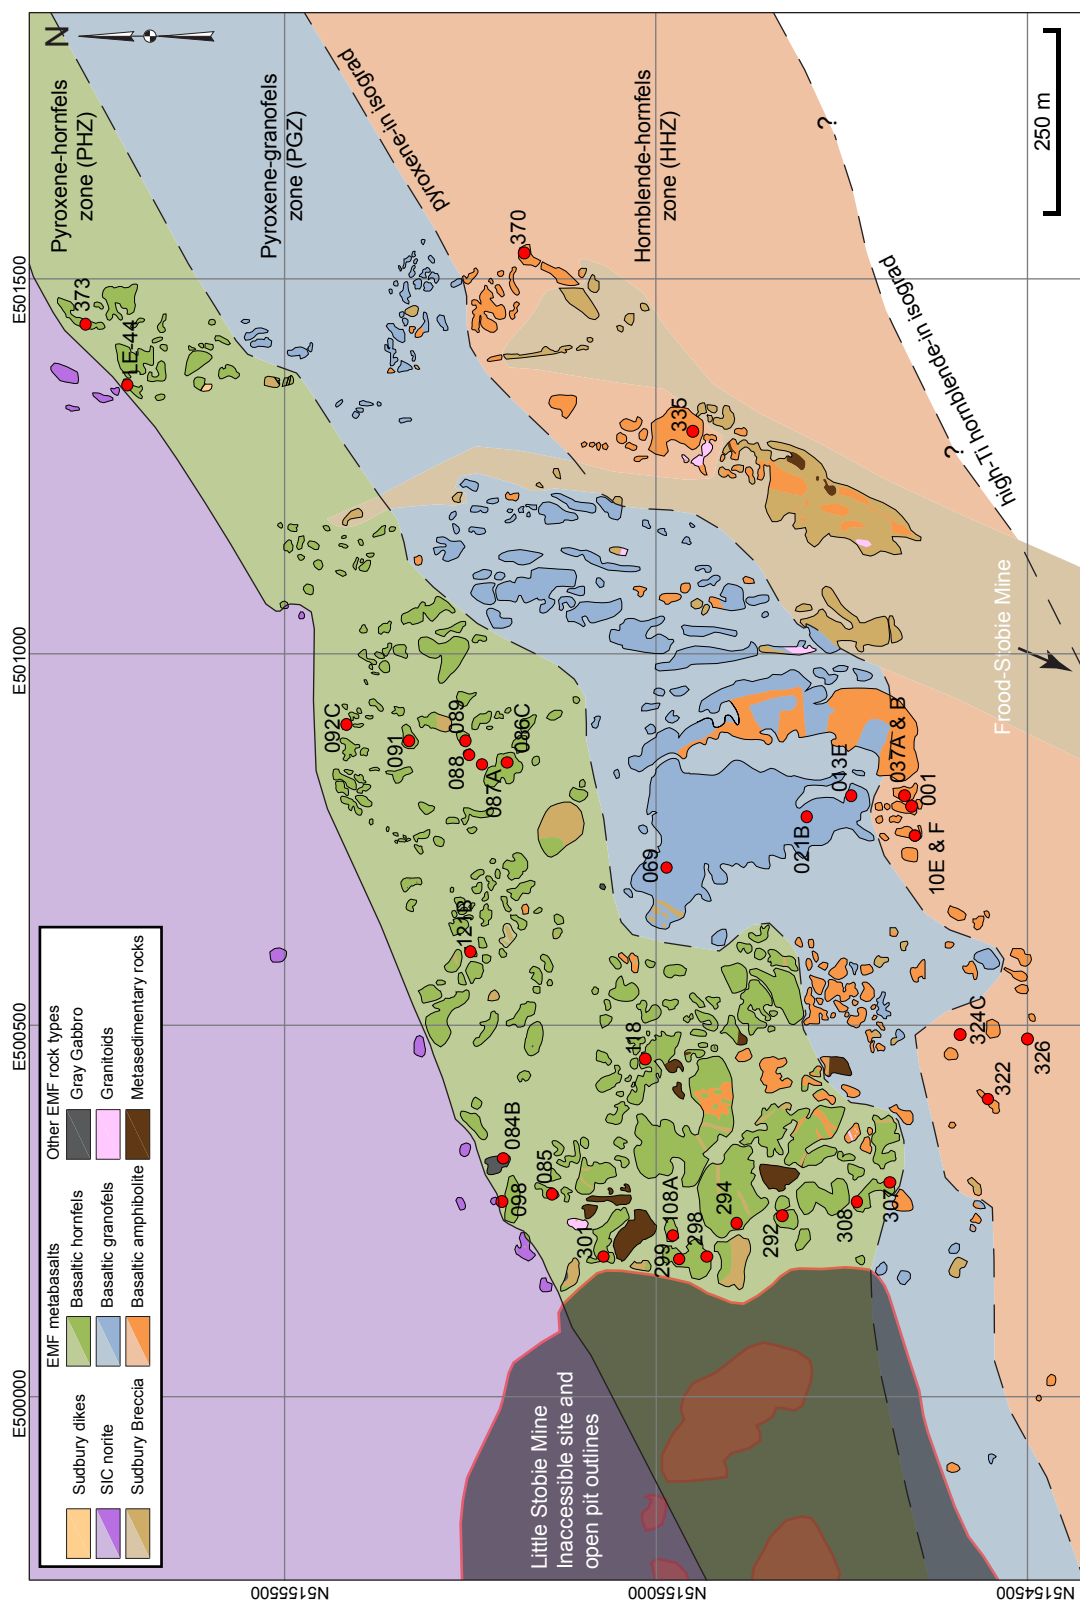 E500000
E500500
E501000
E501500
N5155500
N5155000
N5154500
N
EMF metabasalts
Other EMF rock types
Sudbury dikes
Basaltic hornfels
Gray Gabbro
SIC norite
Basaltic granofels
Granitoids
Sudbury Breccia
Basaltic amphibolite
Metasedimentary rocks
Pyroxene-hornfels
zone (PHZ)
Pyroxene-granofels
zone (PGZ)
pyroxene-in isograd
Hornblende-hornfels
zone (HHZ)
high-Ti hornblende-in isograd
?
?
250 m
Little Stobie Mine
Inaccessible site and
open pit outlines
Frood-Stobie Mine
373
LE-44
370
335
092C
091
089
088
087A
086C
121B
069
021B
013E
037A & B
001
10E & F
118
084B
098
085
301
108A
299
298
294
292
308
307
324C
322
326